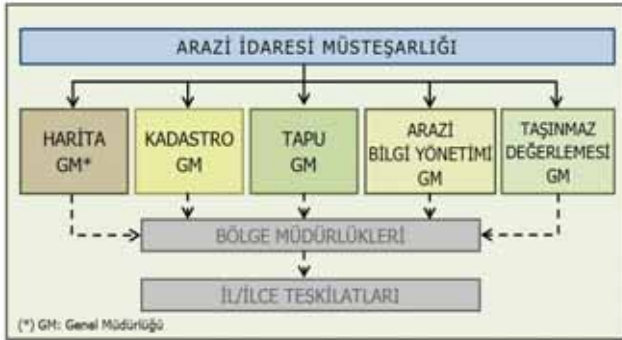 ARAZİ İDARESİ MÜSTEŞARLIĞI
HARİTA
GM*
KADASTRO
GM
TAPU
GM
ARAZİ
BİLGİ YÖNETİMİ
GM
TAŞINMAZ
DEĞERLEMESİ
GM
BÖLGE MÜDÜRLÜKLERİ
İL/İLCE TEŞKİLATLARI
(*) GM: Genel Müdürlüğü